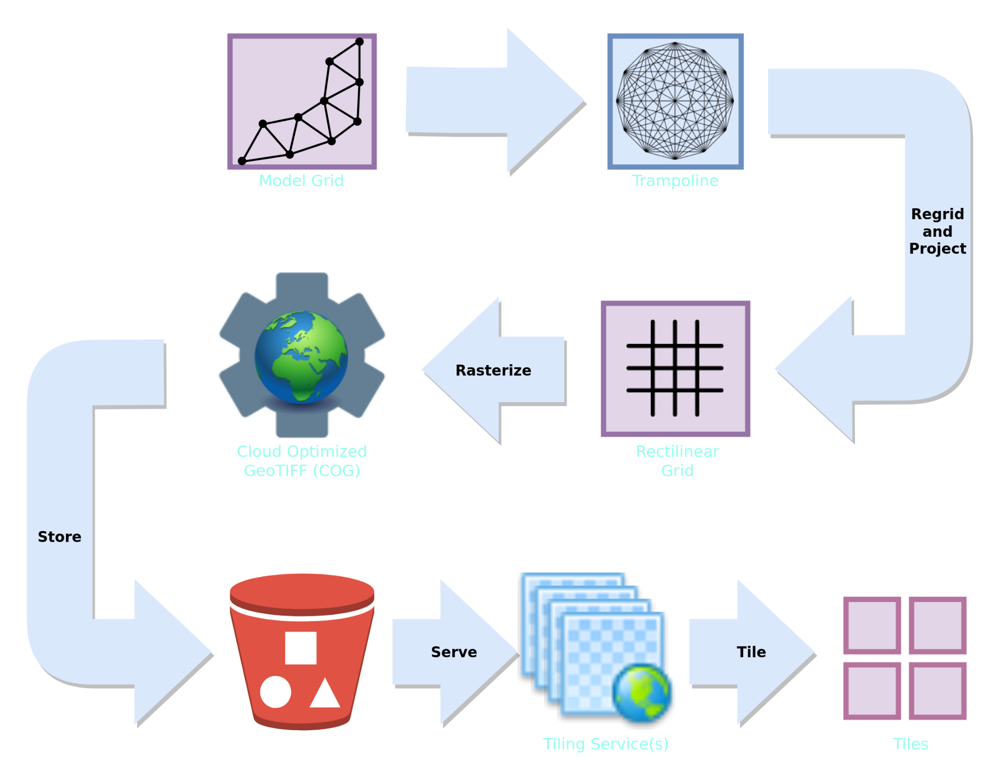 Model Grid
Trampoline
Regrid
and
Project
Rasterize
Cloud Optimized
GeoTIFF (COG)
Rectilinear
Grid
Store
Serve
Tile
Tiling Service(s)
Tiles